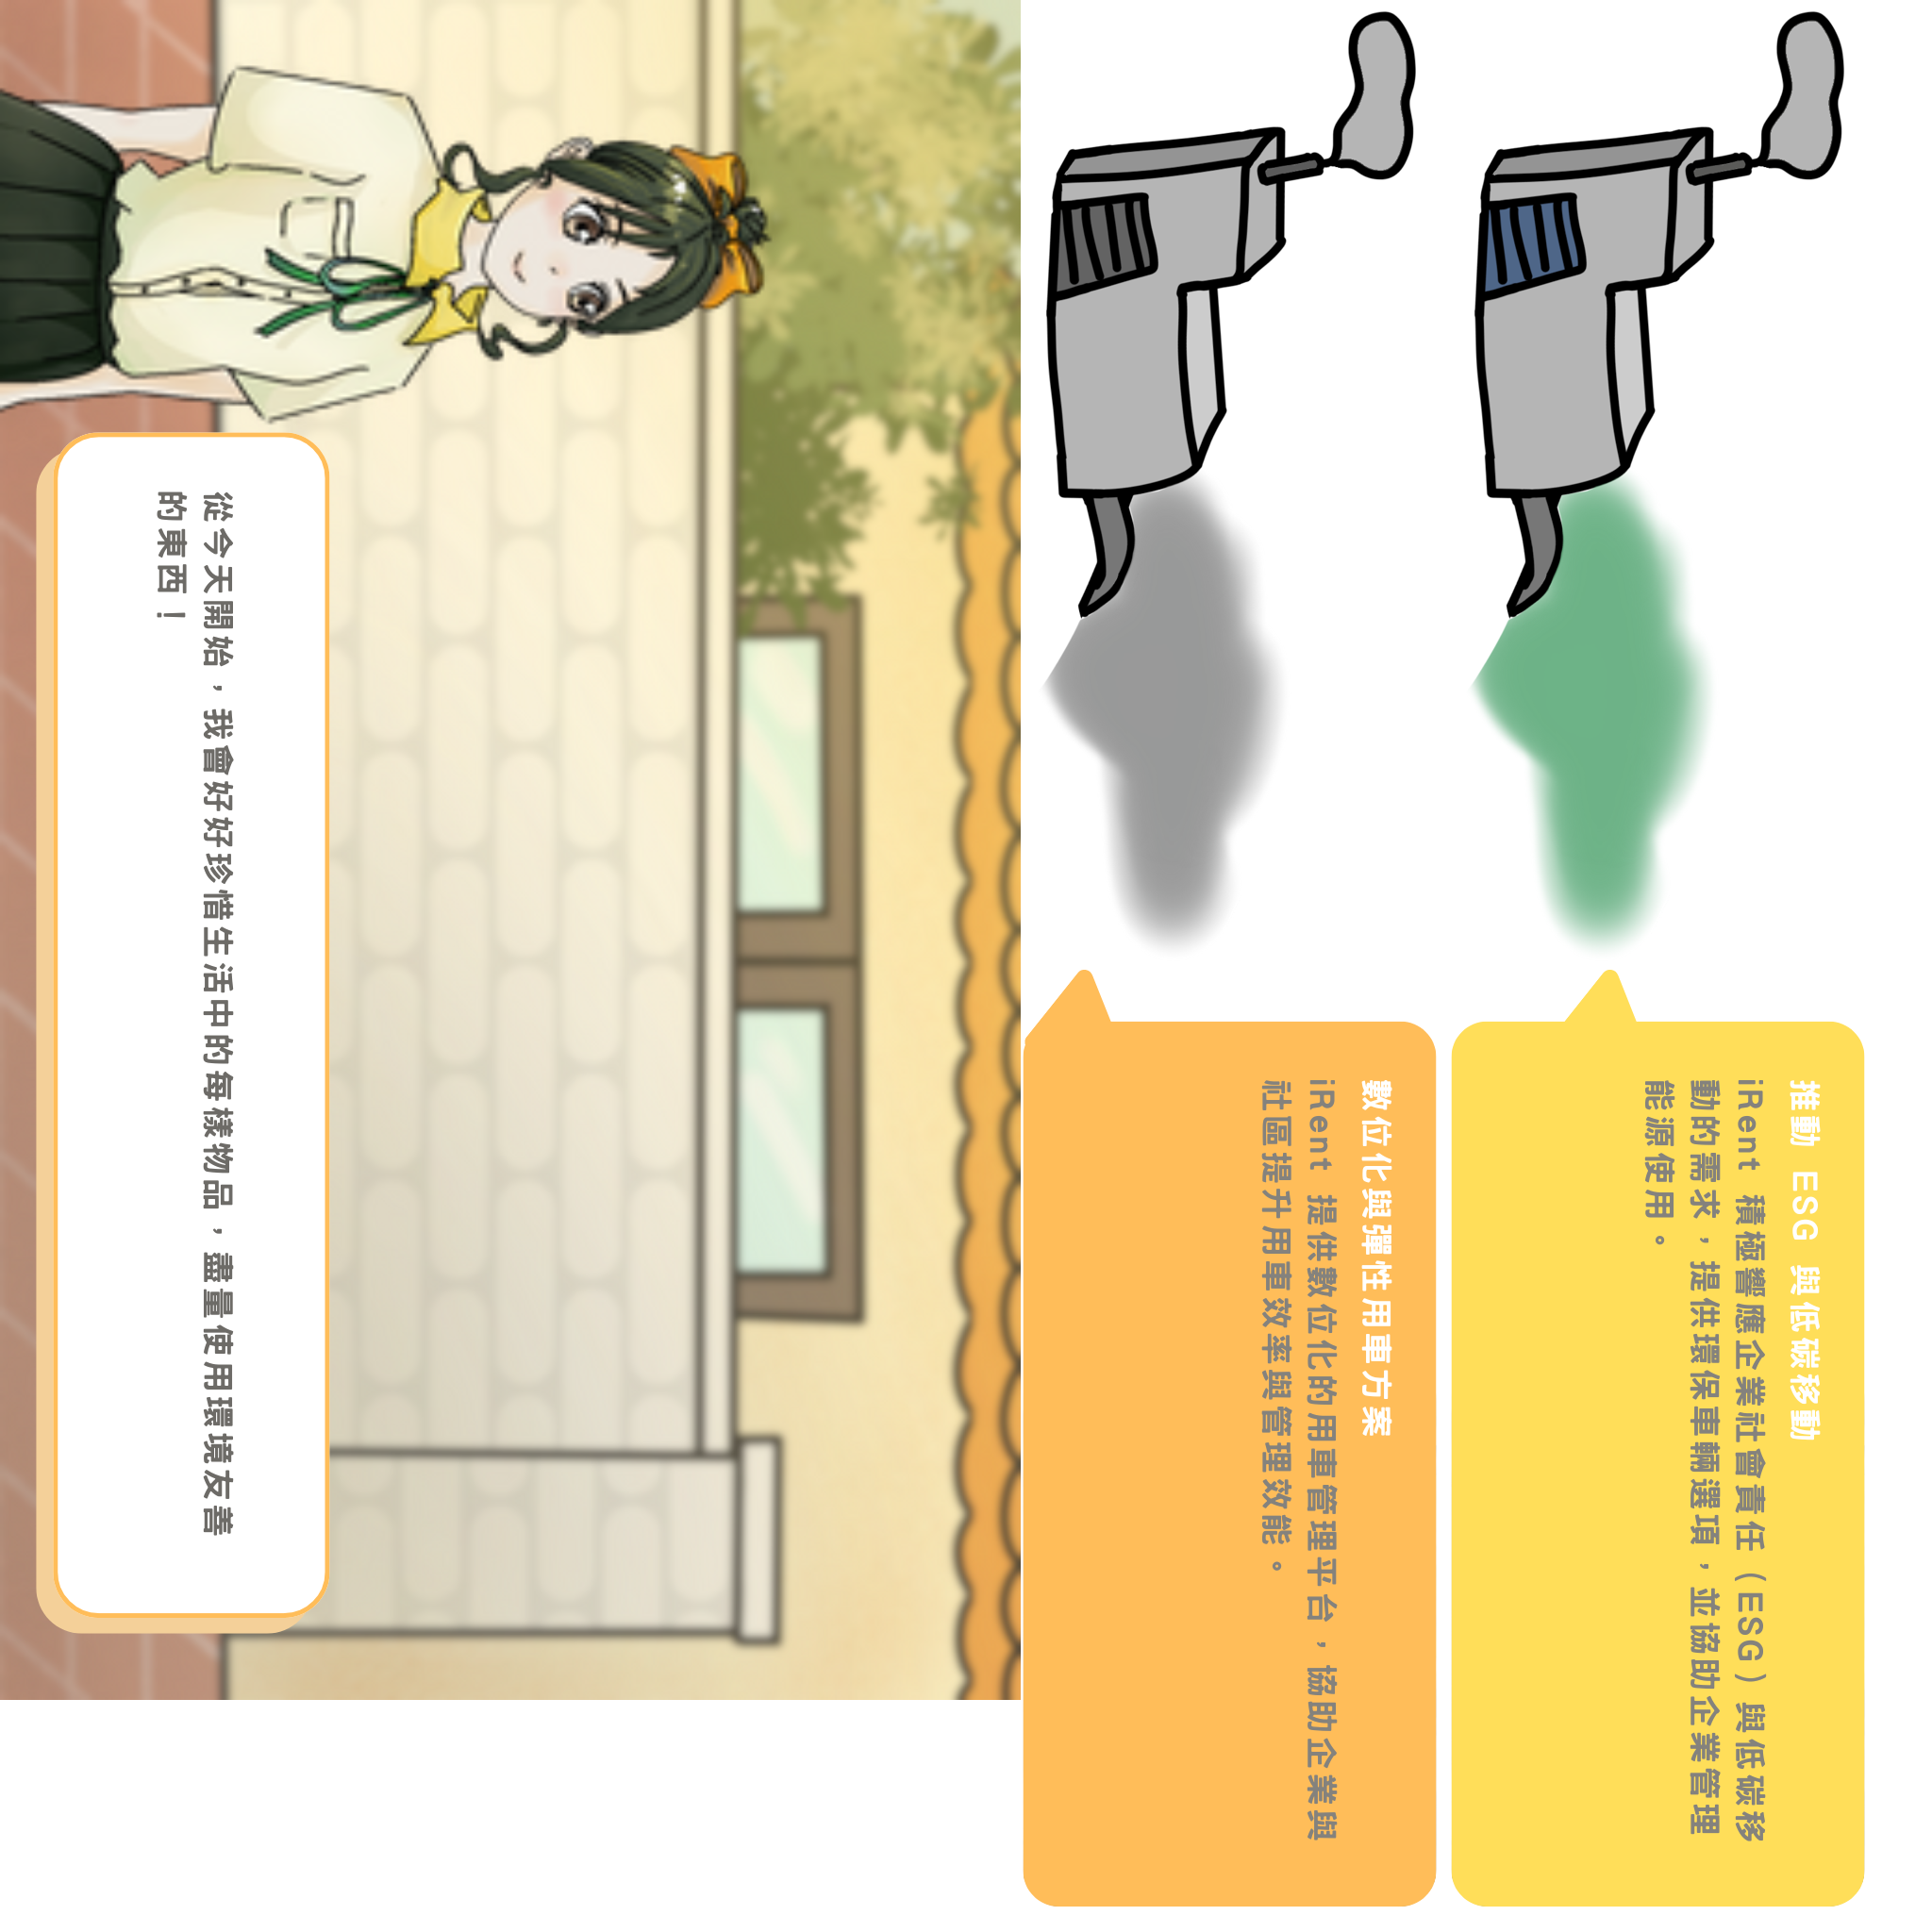 推動 ESG 與低碳移動
iRent 積極響應企業社會責任（ESG）與低碳移
動的需求，提供環保車輛選項，並協助企業管理
能源使用。
數位化與彈性用車方案
iRent 提供數位化的用車管理平台，協助企業與
社區提升用車效率與管理效能。
從今天開始，我會好好珍惜生活中的每樣物品，盡量使用環境友善
的東西！